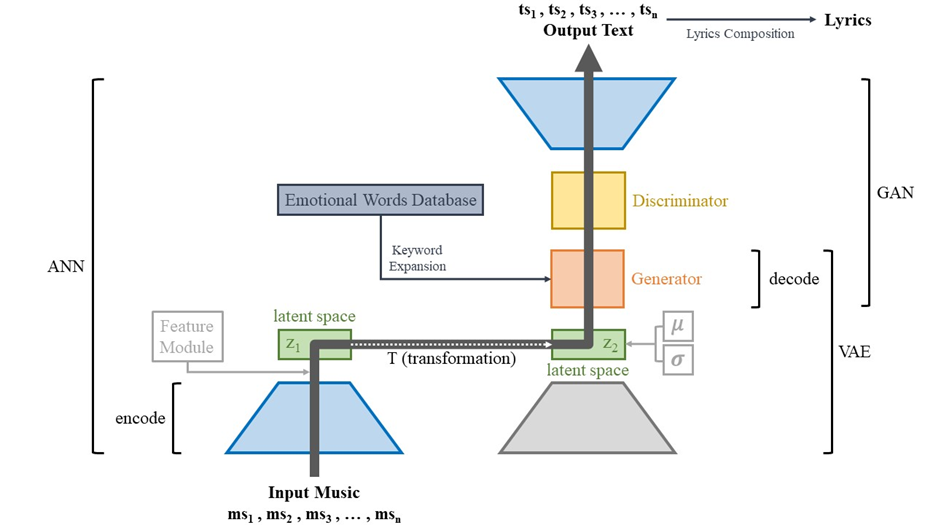 ts₁ , ts₂ , ts₃ , … , tsₙ
Output Text
Lyrics Composition
Lyrics
Emotional Words Database
Discriminator
GAN
Keyword
Expansion
ANN
Generator
decode
latent space
Feature
Module
z₁
T (transformation)
z₂
latent space
μ
σ
VAE
encode
Input Music
ms₁ , ms₂ , ms₃ , … , msₙ